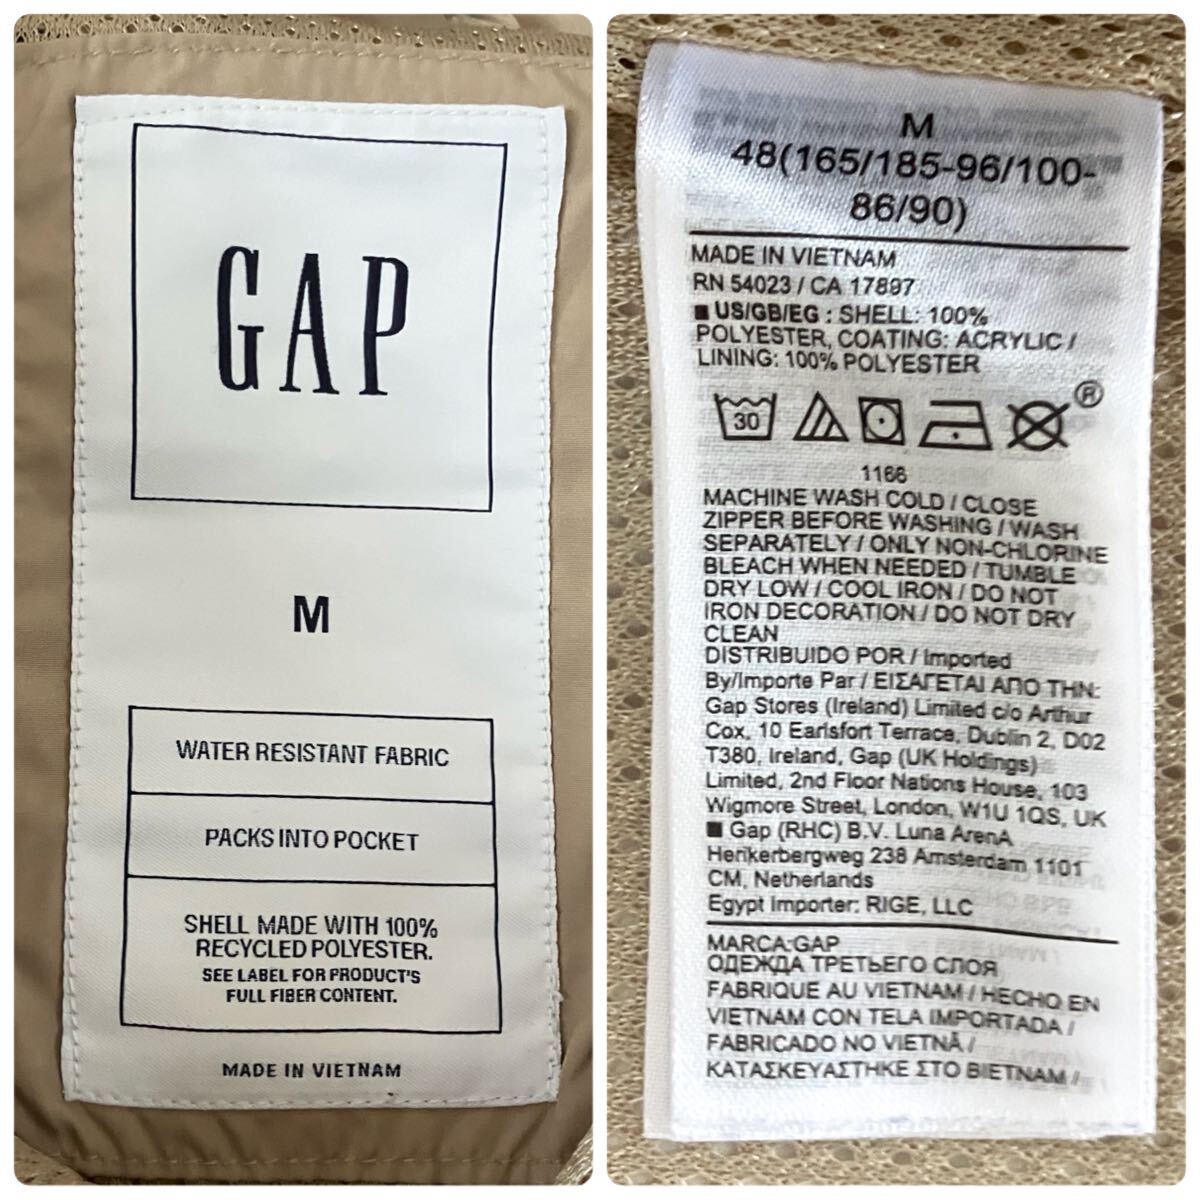 GAP
M
WATER RESISTANT FABRIC
PACKS INTO POCKET
SHELL MADE WITH 100%
RECYCLED POLYESTER.
SEE LABEL FOR PRODUCT'S
FULL FIBER CONTENT.
MADE IN VIETNAM
M
48(165/185-96/100-
86/90)
MADE IN VIETNAM
RN 54023 / CA 17897
■ US/GB/EG : SHELL: 100%
POLYESTER, COATING: ACRYLIC /
LINING: 100% POLYESTER
30
®
1166
MACHINE WASH COLD / CLOSE
ZIPPER BEFORE WASHING / WASH
SEPARATELY / ONLY NON-CHLORINE
BLEACH WHEN NEEDED / TUMBLE
DRY LOW / COOL IRON / DO NOT
IRON DECORATION / DO NOT DRY
CLEAN
DISTRIBUIDO POR / Imported
By/Importe Par / ΕΙΣΑΓΕΤΑΙ ΑΠΟ ΤΗΝ:
Gap Stores (Ireland) Limited c/o Arthur
Cox, 10 Earlsfort Terrace, Dublin 2, D02
T380, Ireland, Gap (UK Holdings)
Limited, 2nd Floor Nations House, 103
Wigmore Street, London, W1U 1QS, UK
■ Gap (RHC) B.V. Luna ArenA
Herikerbergweg 238 Amsterdam 1101
CM, Netherlands
Egypt Importer: RIGE, LLC
MARCA:GAP
ОДЕЖДА ТРЕТЬЕГО СЛОЯ
FABRIQUE AU VIETNAM / HECHO EN
VIETNAM CON TELA IMPORTADA /
FABRICADO NO VIETNÃ /
ΚΑΤΑΣΚΕΥΑΣΤΗΚΕ ΣΤΟ ΒΙΕΤΝΑΜ /